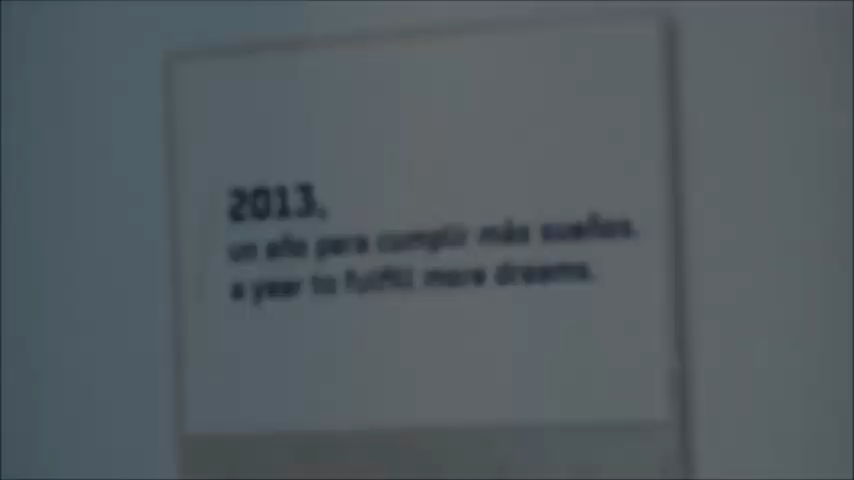 2013,
un año para cumplir más sueños.
a year to fulfill more dreams.